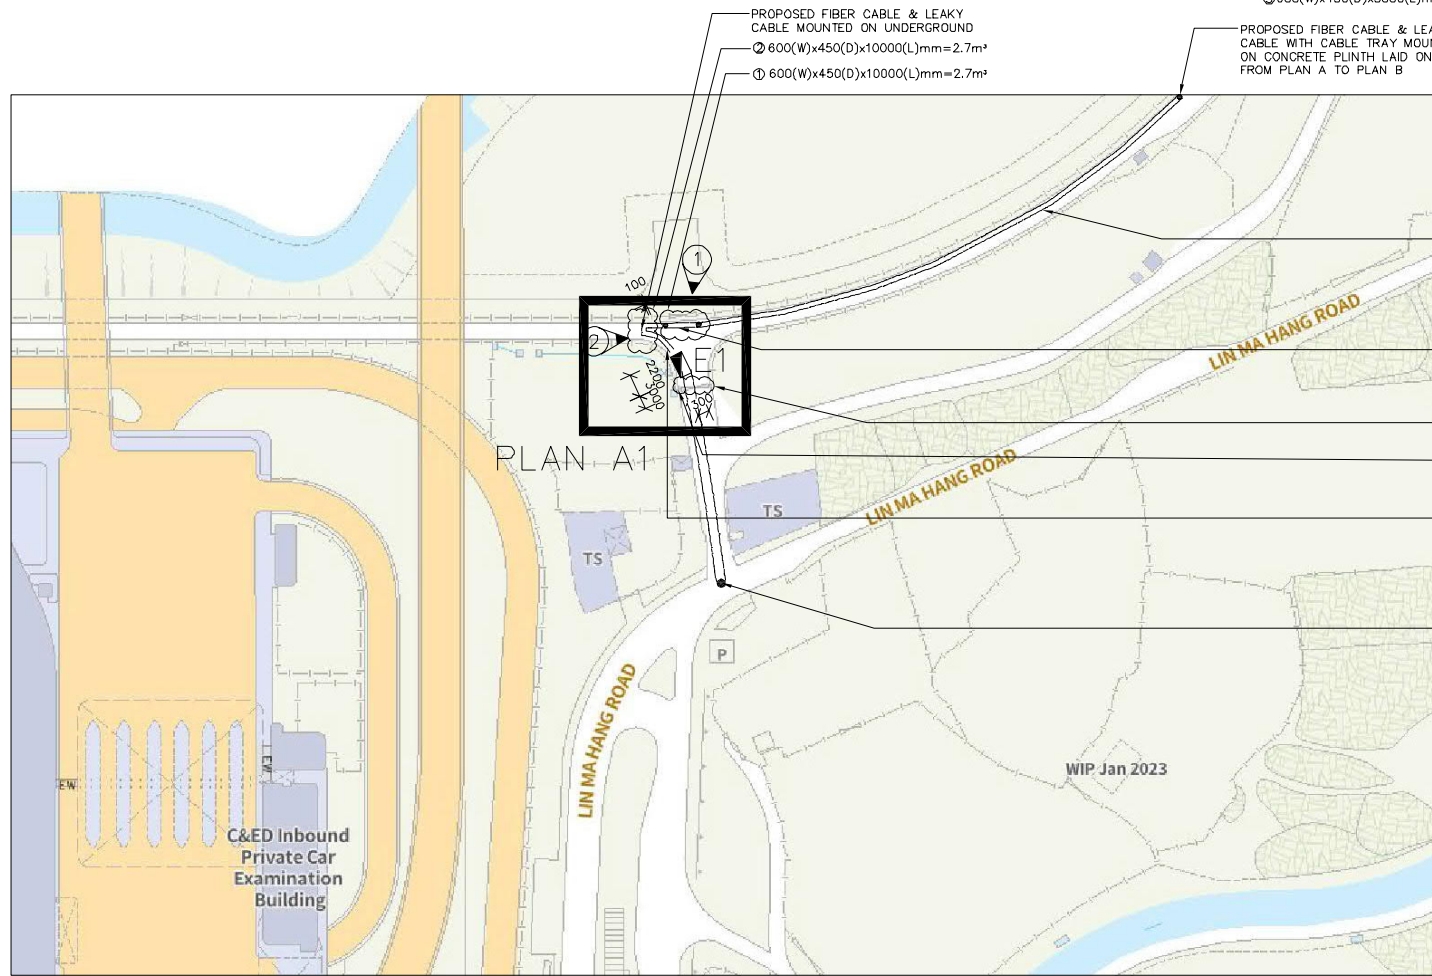 PROPOSED FIBER CABLE & LEAKY
CABLE MOUNTED ON UNDERGROUND
② 600(W)x450(D)x10000(L)mm=2.7m³
① 600(W)x450(D)x10000(L)mm=2.7m³
PROPOSED FIBER CABLE &
CABLE WITH CABLE TRAY
ON CONCRETE PLINTH LAID ON
FROM PLAN A TO PLAN B
1
100
2
E1
2200
3000
1300
PLAN A1
LIN MA HANG ROAD
LIN MA HANG ROAD
TS
TS
P
LIN MA HANG ROAD
WIP Jan 2023
EW
EW
C&ED Inbound
Private Car
Examination
Building